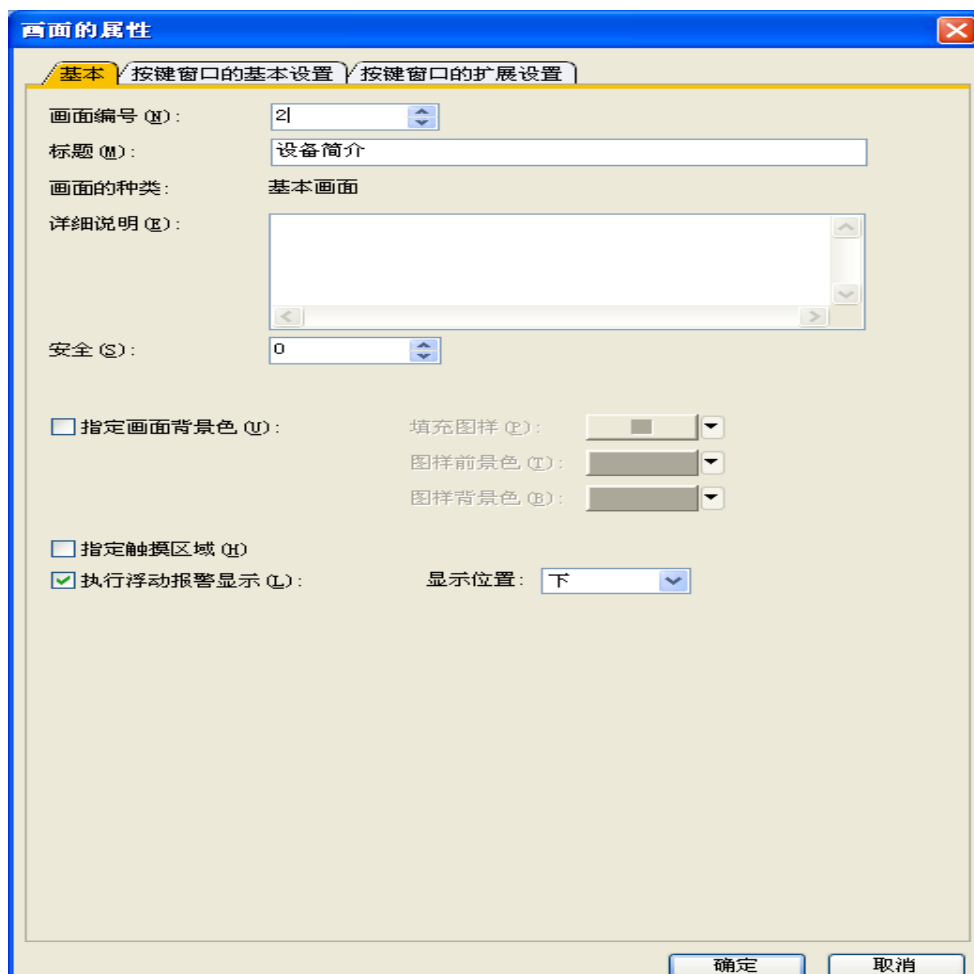 画面的属性
基本 按键窗口的基本设置 按键窗口的扩展设置
画面编号(N): 2
标题(M): 设备简介
画面的种类: 基本画面
详细说明(E):
安全(S): 0
指定画面背景色(U): 填充图样(P):
图样前景色(T):
图样背景色(B):
指定触摸区域(H)
执行浮动报警显示(L): 显示位置: 下
确定 取消